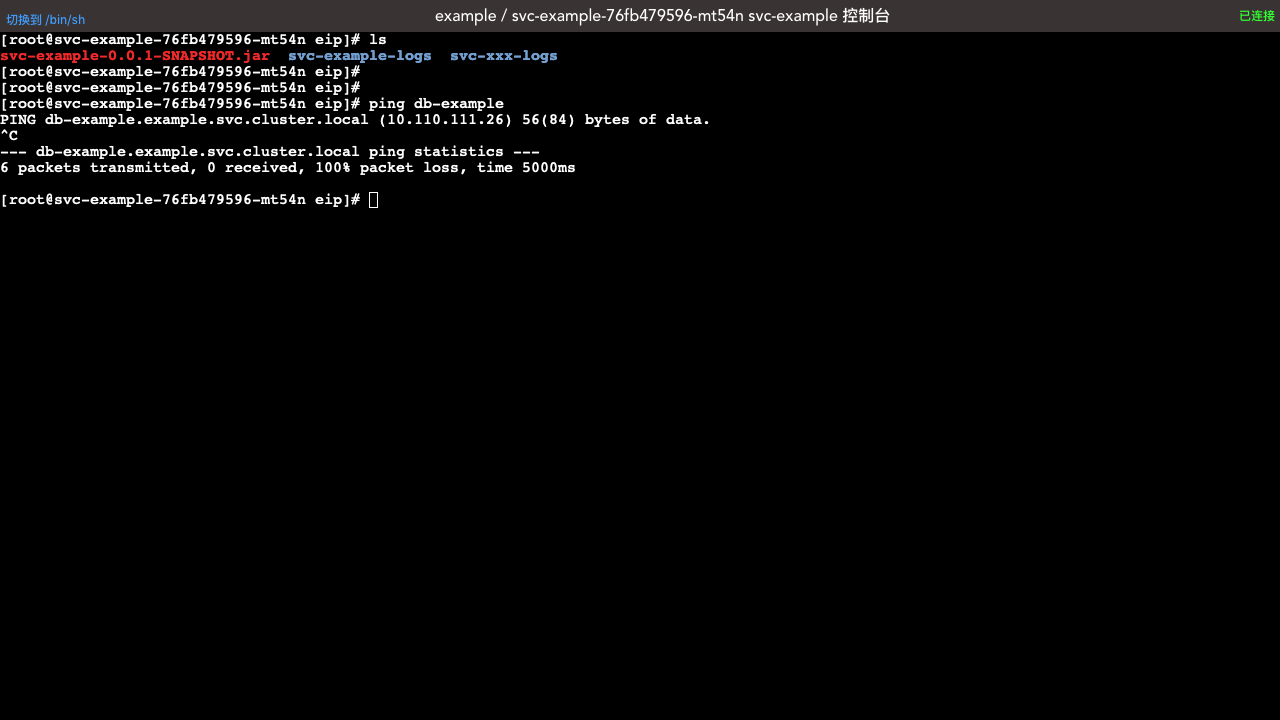 切换到 /bin/sh
example / svc-example-76fb479596-mt54n svc-example 控制台
已连接
[root@svc-example-76fb479596-mt54n eip]# ls
svc-example-0.0.1-SNAPSHOT.jar  svc-example-logs  svc-xxx-logs
[root@svc-example-76fb479596-mt54n eip]#
[root@svc-example-76fb479596-mt54n eip]#
[root@svc-example-76fb479596-mt54n eip]# ping db-example
PING db-example.example.svc.cluster.local (10.110.111.26) 56(84) bytes of data.
^C
--- db-example.example.svc.cluster.local ping statistics ---
6 packets transmitted, 0 received, 100% packet loss, time 5000ms
[root@svc-example-76fb479596-mt54n eip]#